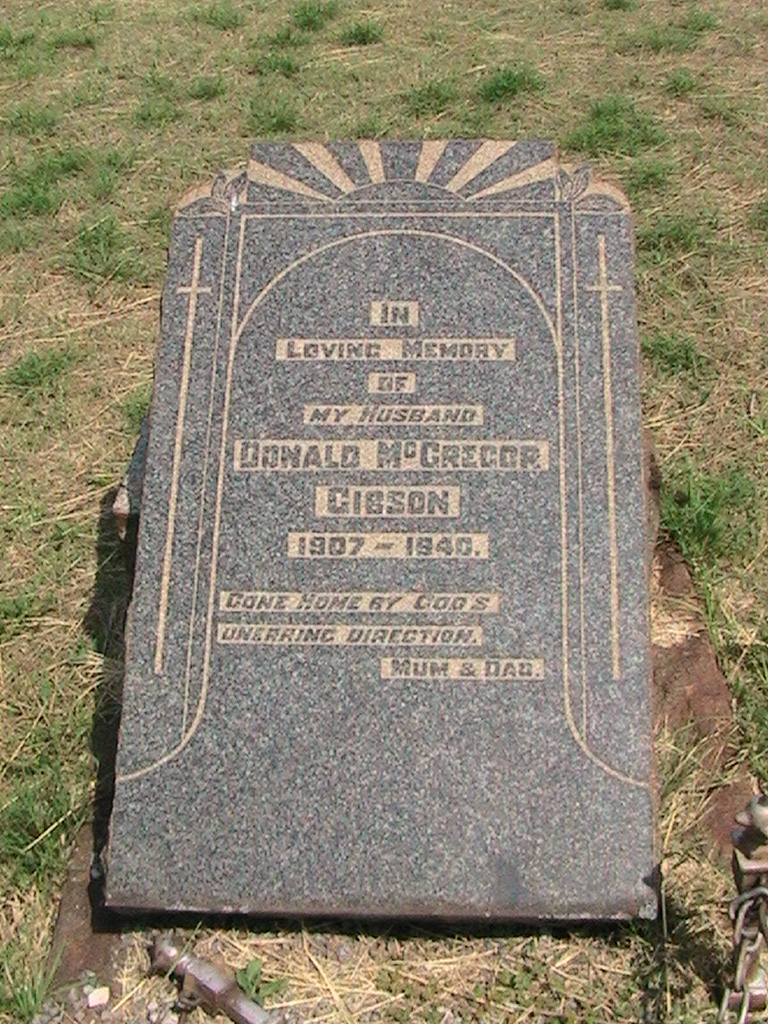 IN
LOVING MEMORY
OF
MY HUSBAND
DONALD McGREGOR
GIBSON
1907 – 1940.
GONE HOME BY GOD'S
UNERRING DIRECTION.
MUM & DAD.